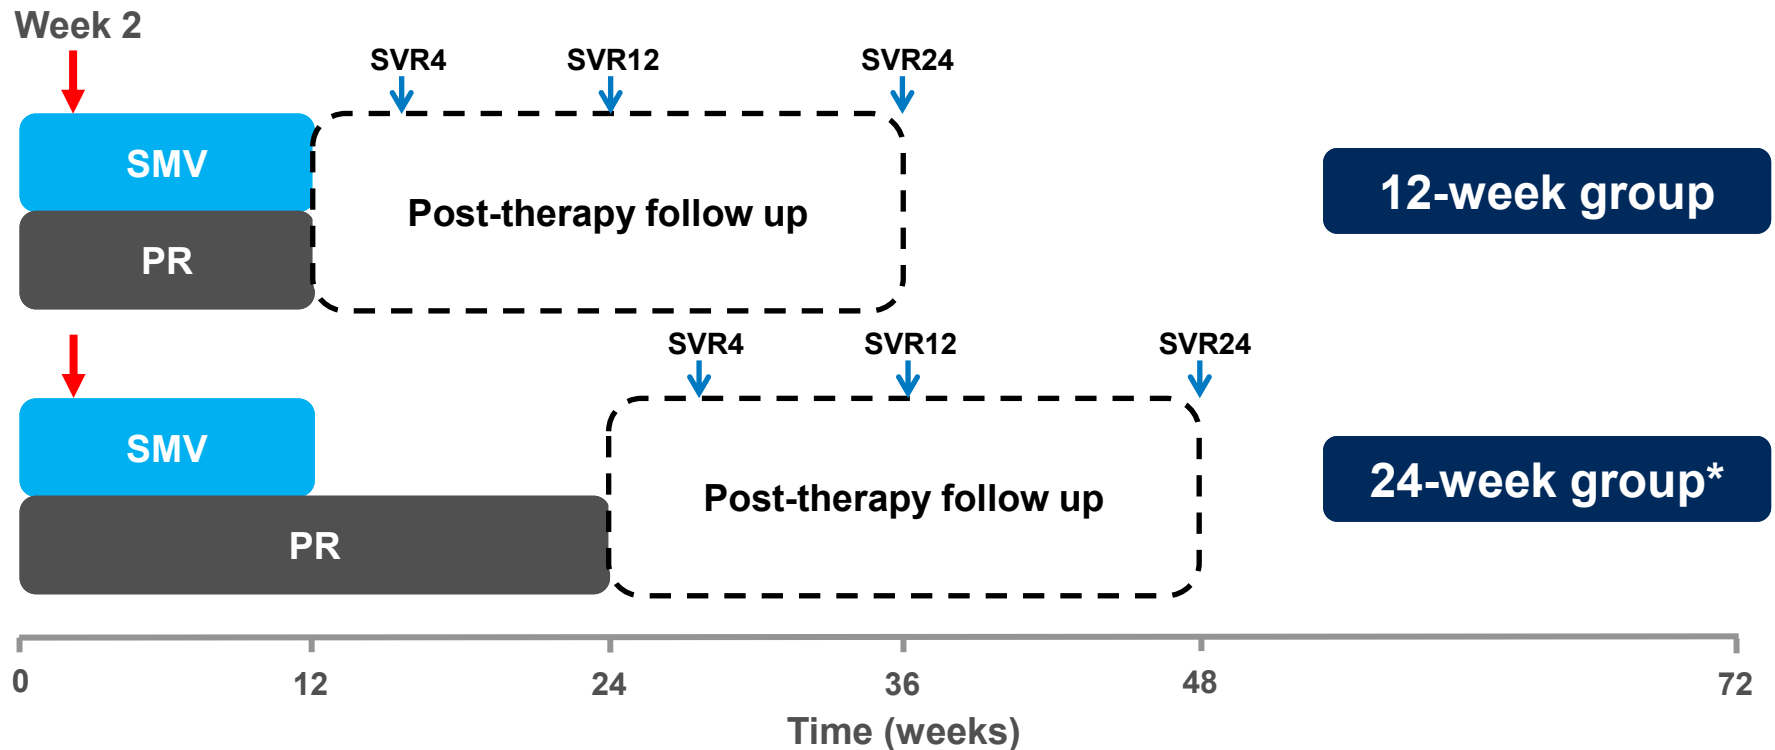 Week 2
SVR4
SVR12
SVR24
SMV
PR
Post-therapy follow up
12-week group
SVR4
SVR12
SVR24
SMV
PR
Post-therapy follow up
24-week group*
0
12
24
36
48
72
Time (weeks)